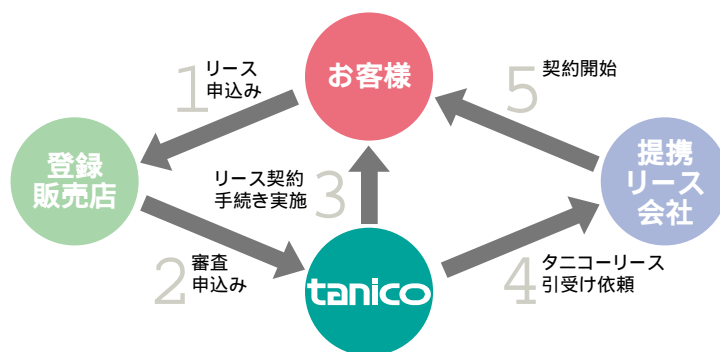 お客様
1
リース
申込み
登録
販売店
2
審査
申込み
リース契約
手続き実施
3
tanico
4
タニコーリース
引受け依頼
提携
リース
会社
5
契約開始